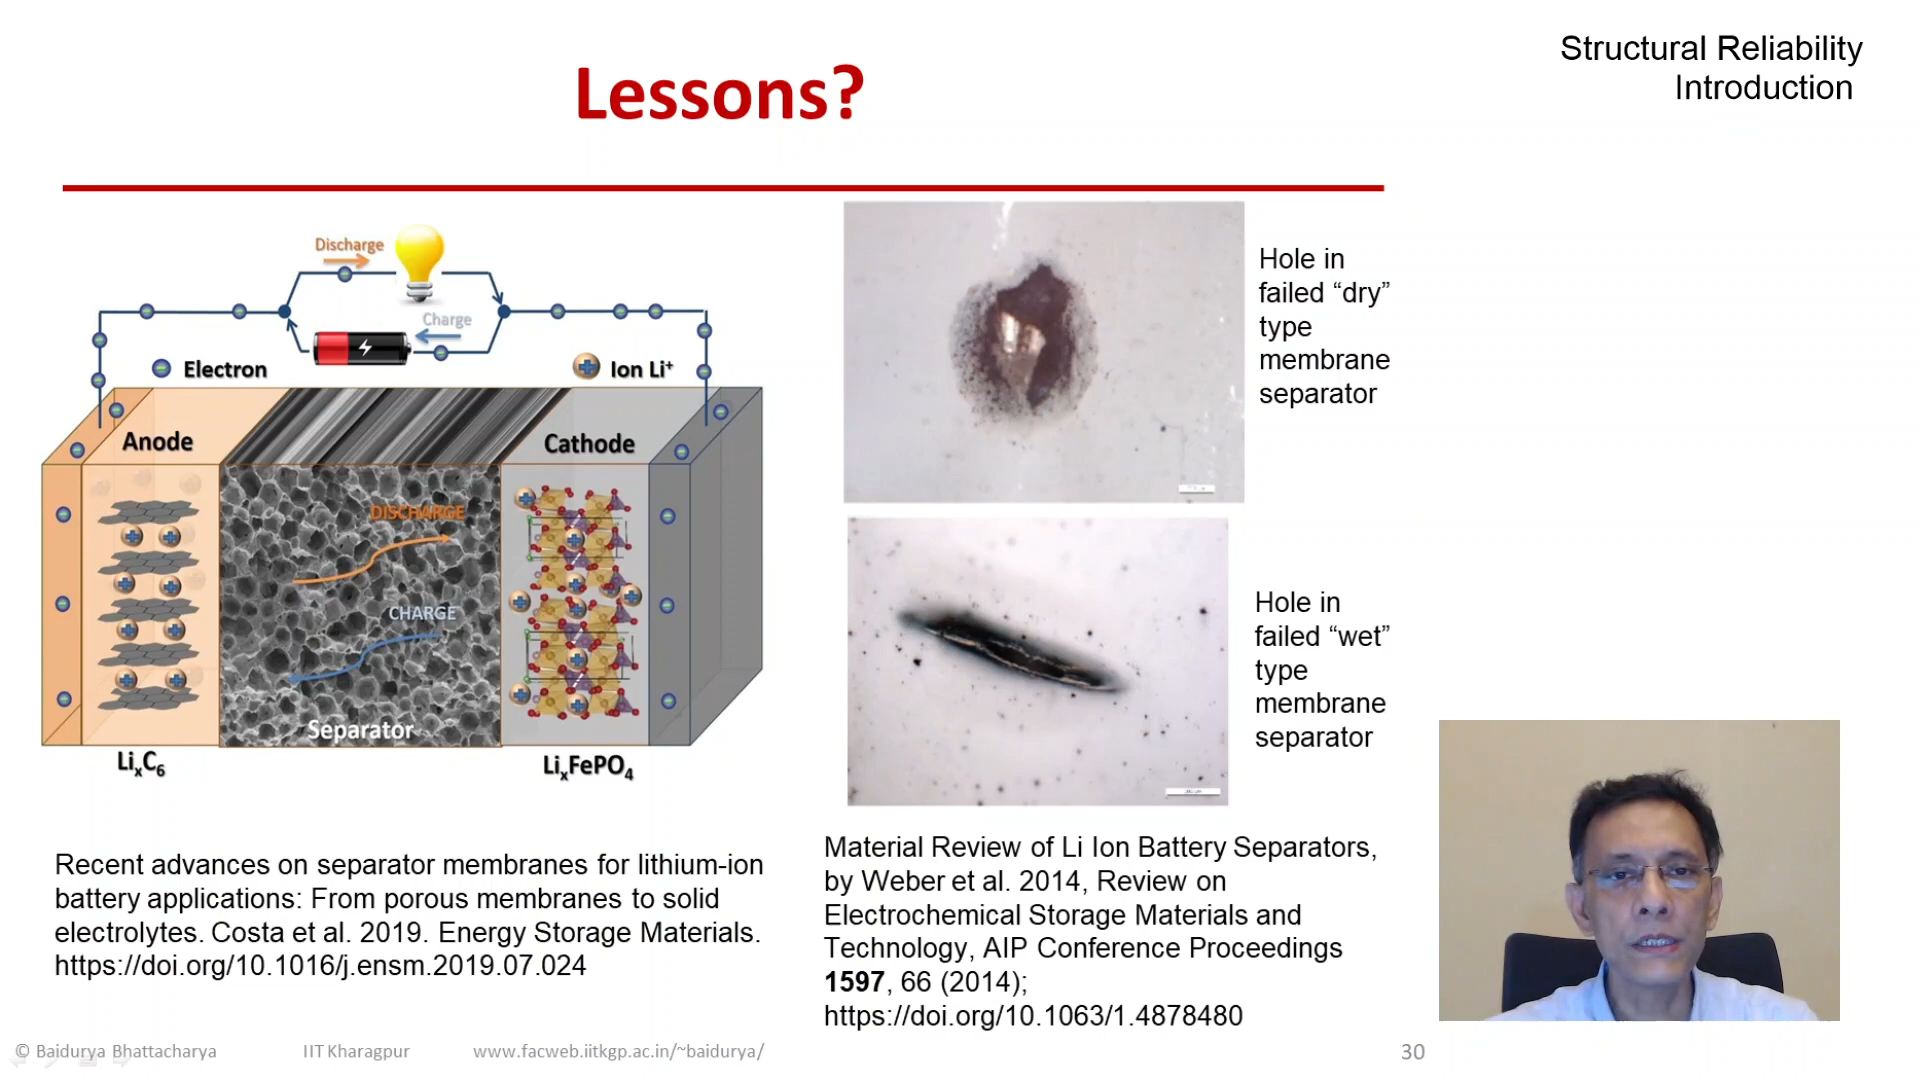 Structural Reliability
Introduction
Lessons?
Discharge
Charge
Electron
Ion Li⁺
Anode
Cathode
DISCHARGE
CHARGE
Separator
LiₓC₆
LiₓFePO₄
Hole in
failed “dry”
type
membrane
separator
Hole in
failed “wet”
type
membrane
separator
Recent advances on separator membranes for lithium-ion
battery applications: From porous membranes to solid
electrolytes. Costa et al. 2019. Energy Storage Materials.
https://doi.org/10.1016/j.ensm.2019.07.024
Material Review of Li Ion Battery Separators,
by Weber et al. 2014, Review on
Electrochemical Storage Materials and
Technology, AIP Conference Proceedings
1597, 66 (2014);
https://doi.org/10.1063/1.4878480
© Baidurya Bhattacharya
IIT Kharagpur
www.facweb.iitkgp.ac.in/~baidurya/
30